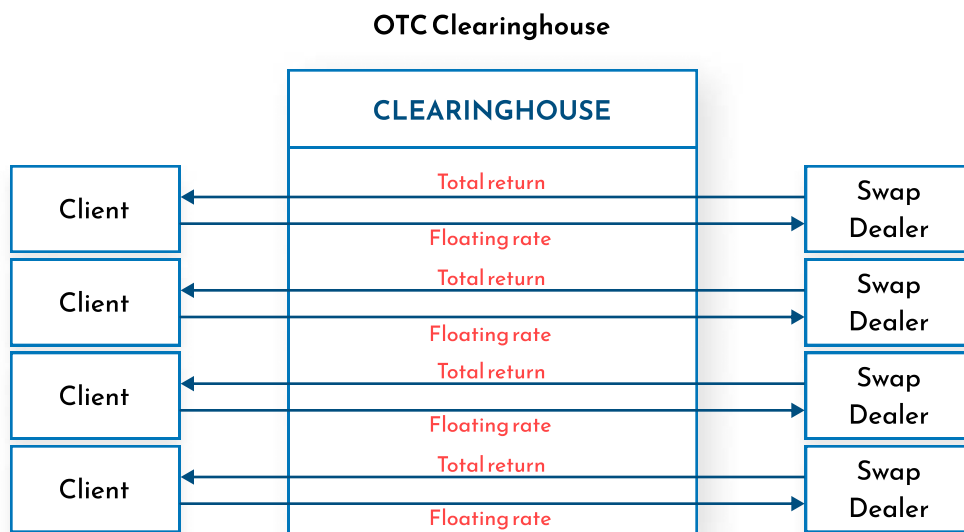 OTC Clearinghouse
CLEARINGHOUSE
Client
Total return
Floating rate
Swap
Dealer
Client
Total return
Floating rate
Swap
Dealer
Client
Total return
Floating rate
Swap
Dealer
Client
Total return
Floating rate
Swap
Dealer